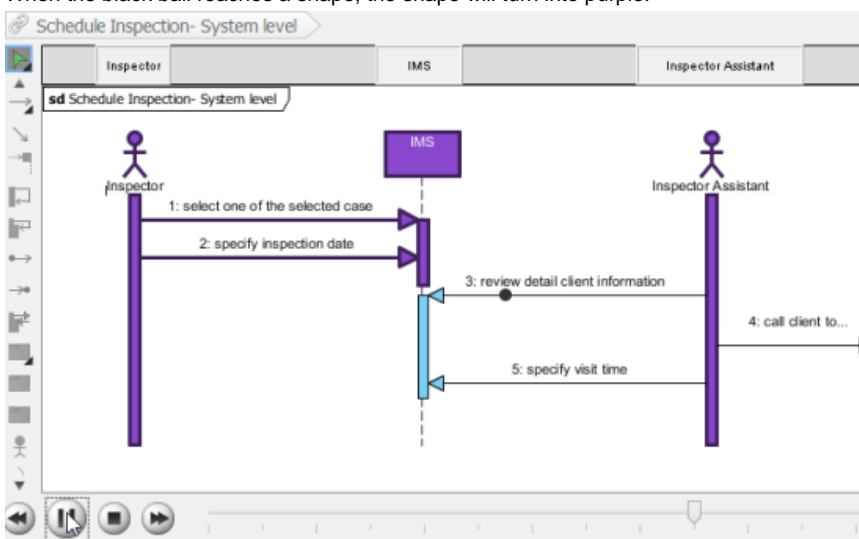 When the black ball reaches a shape, the shape will turn into purple.
Schedule Inspection- System level
Inspector IMS Inspector Assistant
sd Schedule Inspection- System level
IMS
Inspector Inspector Assistant
1: select one of the selected case
2: specify inspection date
3: review detail client information
4: call client to...
5: specify visit time